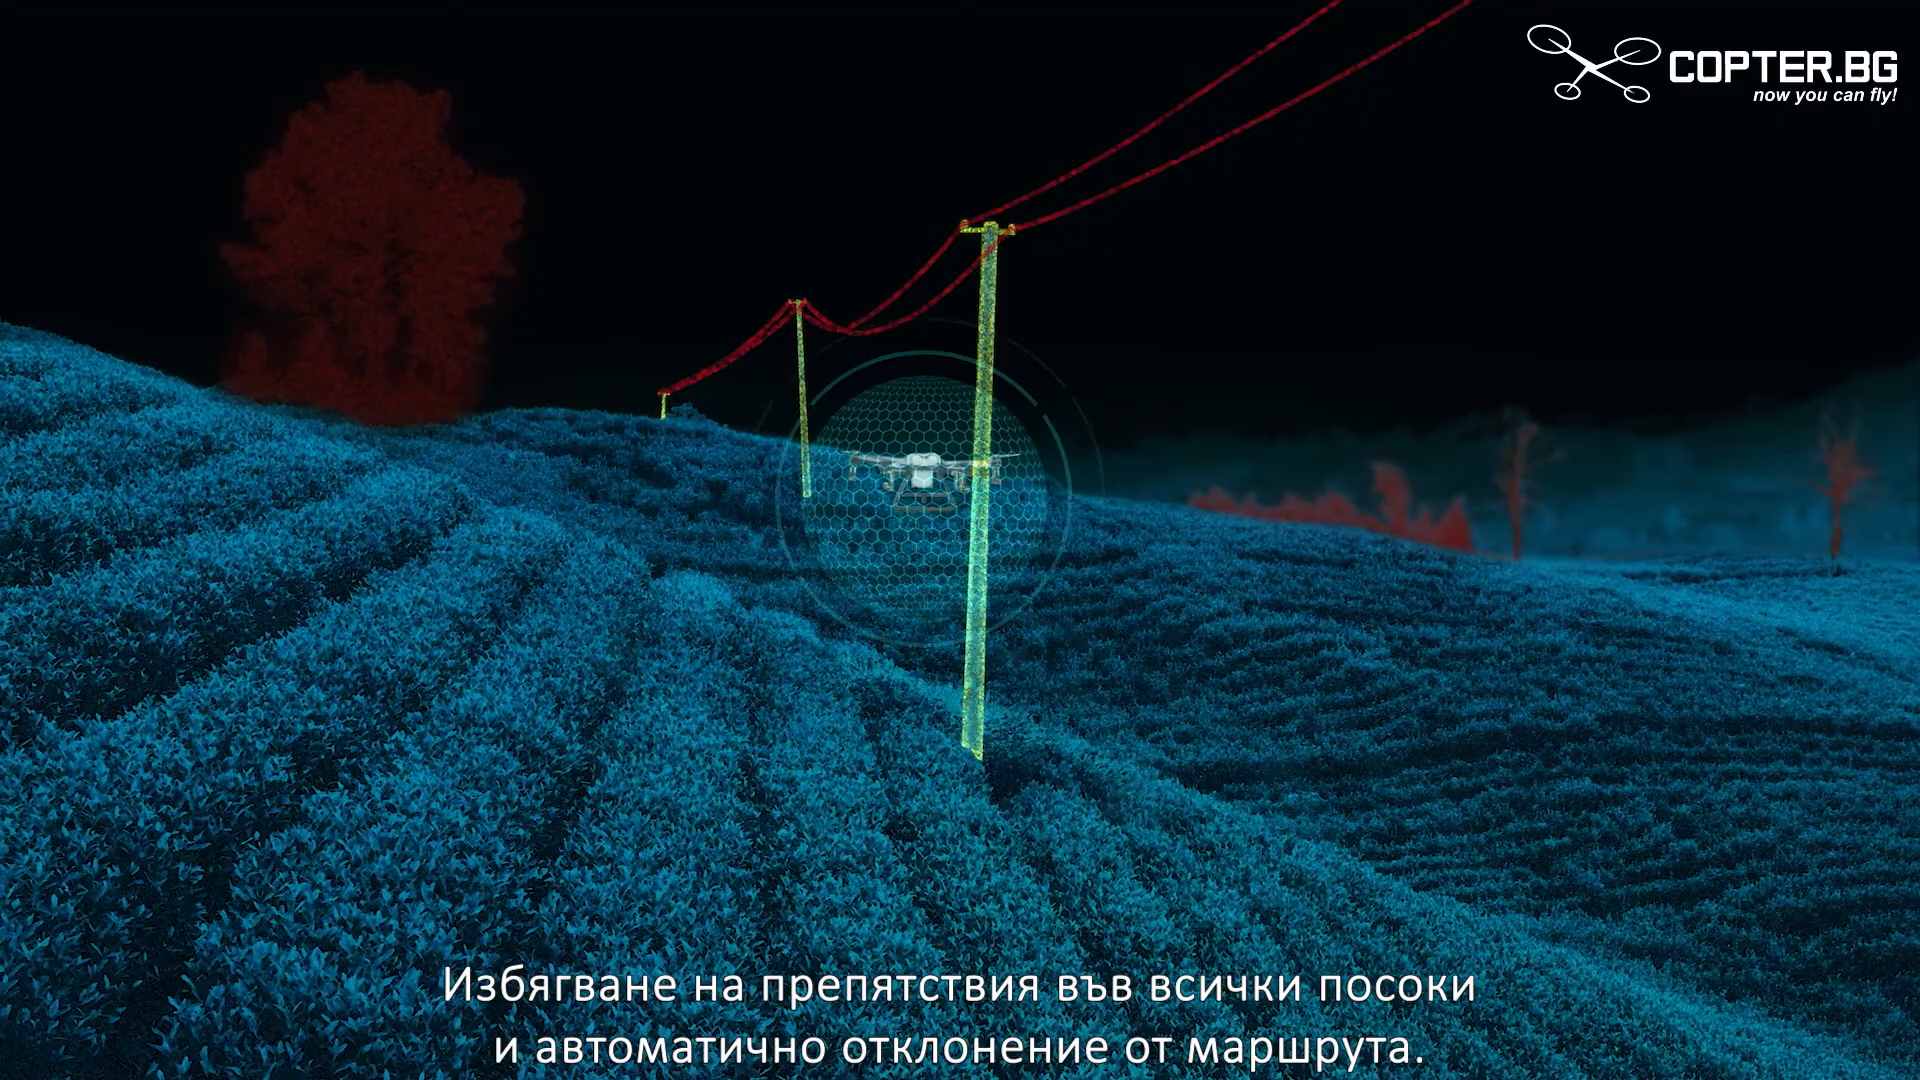 COPTER.BG
now you can fly!
Избягване на препятствия във всички посоки
и автоматично отклонение от маршрута.